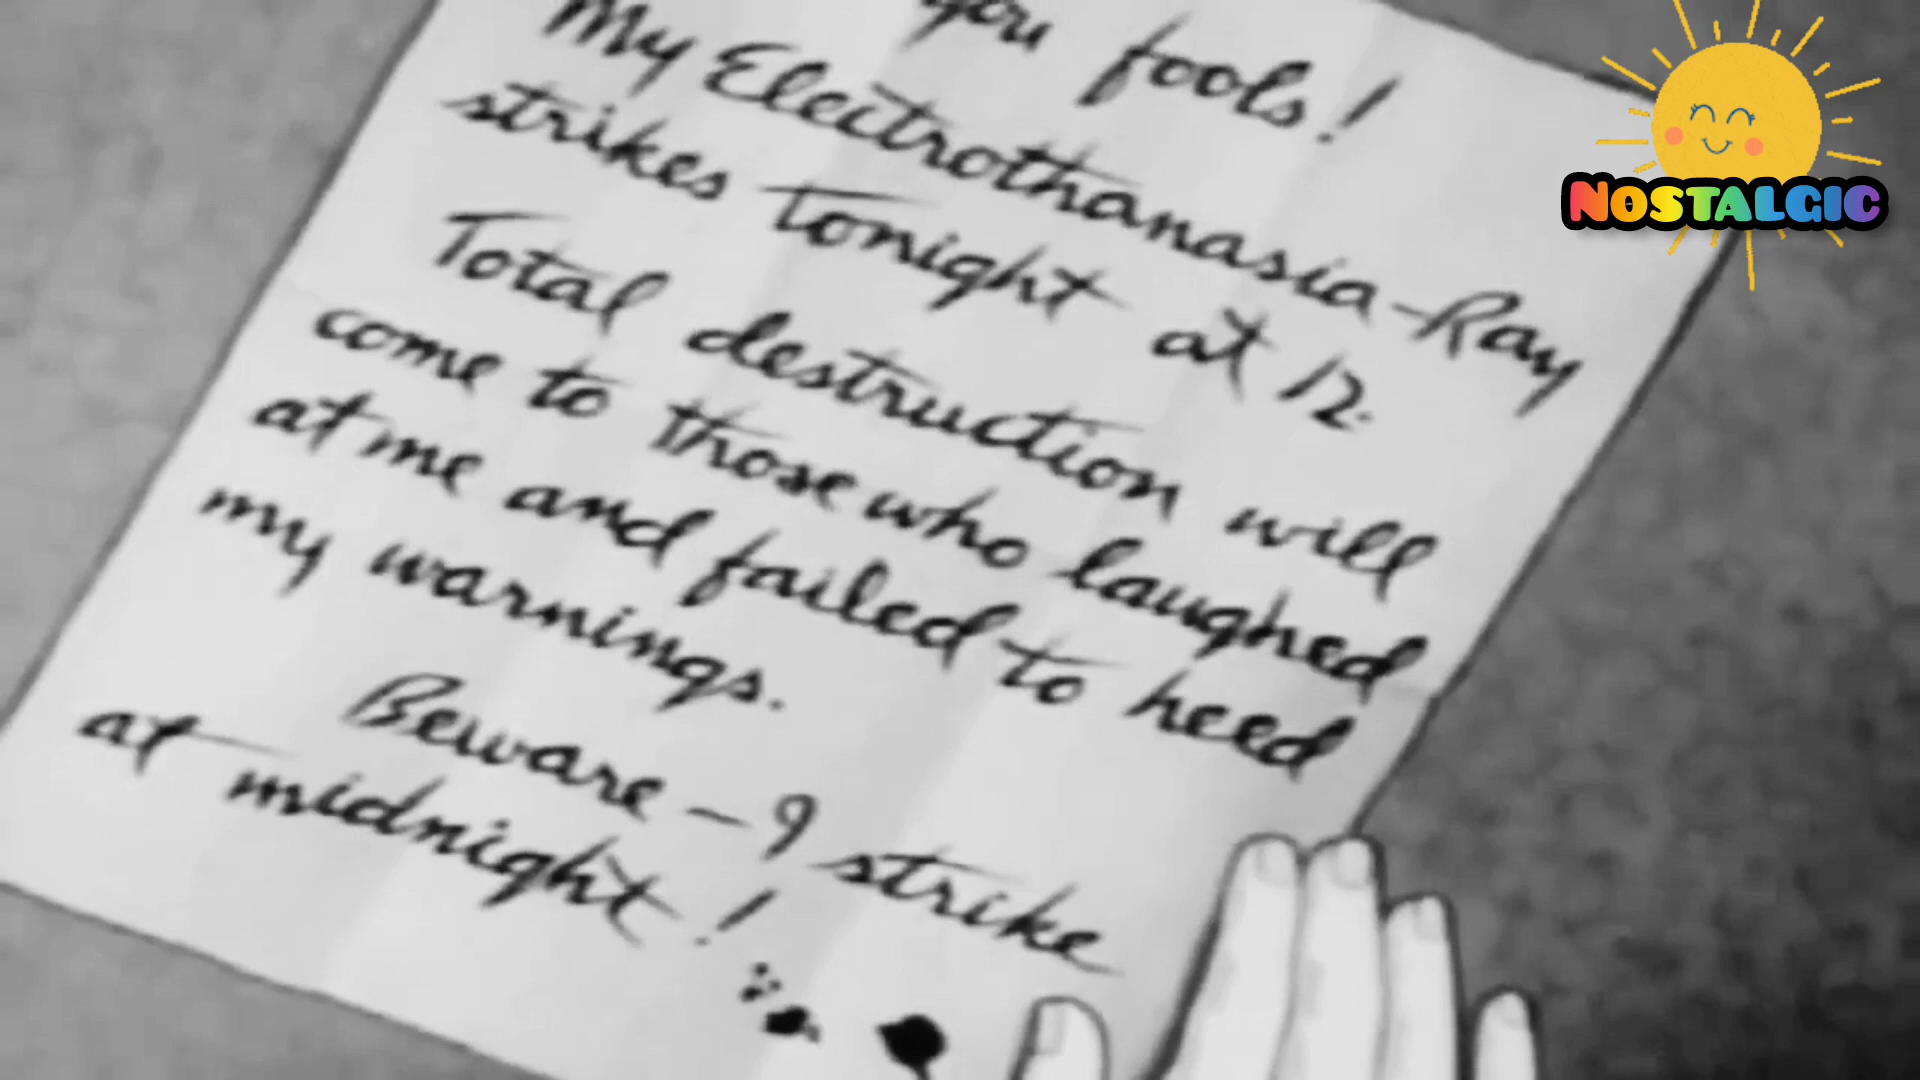 you fools!
My Electrothanasia-Ray
strikes tonight at 12.
Total destruction will
come to those who laughed
at me and failed to heed
my warnings.
Beware - I strike
at midnight!
NOSTALGIC